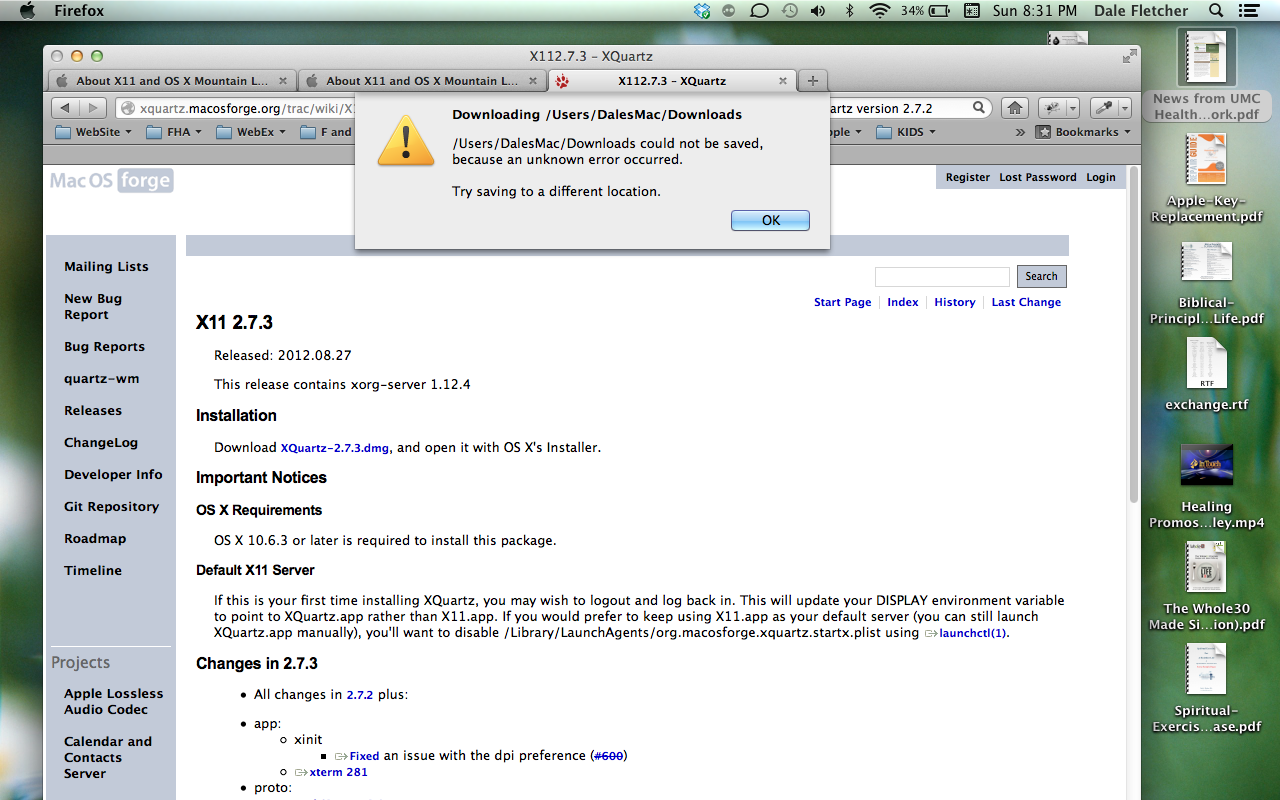 Firefox
34%
Sun 8:31 PM
Dale Fletcher
X112.7.3 – XQuartz
About X11 and OS X Mountain L...
About X11 and OS X Mountain L...
X112.7.3 – XQuartz
xquartz.macosforge.org/trac/wiki/X
rtz version 2.7.2
WebSite
FHA
WebEx
F and
ple
KIDS
»
Bookmarks
Downloading /Users/DalesMac/Downloads
/Users/DalesMac/Downloads could not be saved,
because an unknown error occurred.
Try saving to a different location.
OK
Mac OS forge
Register
Lost Password
Login
Mailing Lists
New Bug
Report
Bug Reports
quartz-wm
Releases
ChangeLog
Developer Info
Git Repository
Roadmap
Timeline
Projects
Apple Lossless
Audio Codec
Calendar and
Contacts
Server
Search
Start Page
Index
History
Last Change
X11 2.7.3
Released: 2012.08.27
This release contains xorg-server 1.12.4
Installation
Download XQuartz-2.7.3.dmg, and open it with OS X's Installer.
Important Notices
OS X Requirements
OS X 10.6.3 or later is required to install this package.
Default X11 Server
If this is your first time installing XQuartz, you may wish to logout and log back in. This will update your DISPLAY environment variable
to point to XQuartz.app rather than X11.app. If you would prefer to keep using X11.app as your default server (you can still launch
XQuartz.app manually), you'll want to disable /Library/LaunchAgents/org.macosforge.xquartz.startx.plist using launchctl(1).
Changes in 2.7.3
• All changes in 2.7.2 plus:
• app:
xinit
Fixed an issue with the dpi preference (#600)
xterm 281
• proto:
News from UMC
Health...ork.pdf
REPAIR GUIDE
Apple-Key-
Replacement.pdf
Biblical-
Principl...Life.pdf
RTF
exchange.rtf
InTouch
Healing
Promos...ley.mp4
The Whole30
Made Si...ion).pdf
Spiritual-
Exercis...ase.pdf